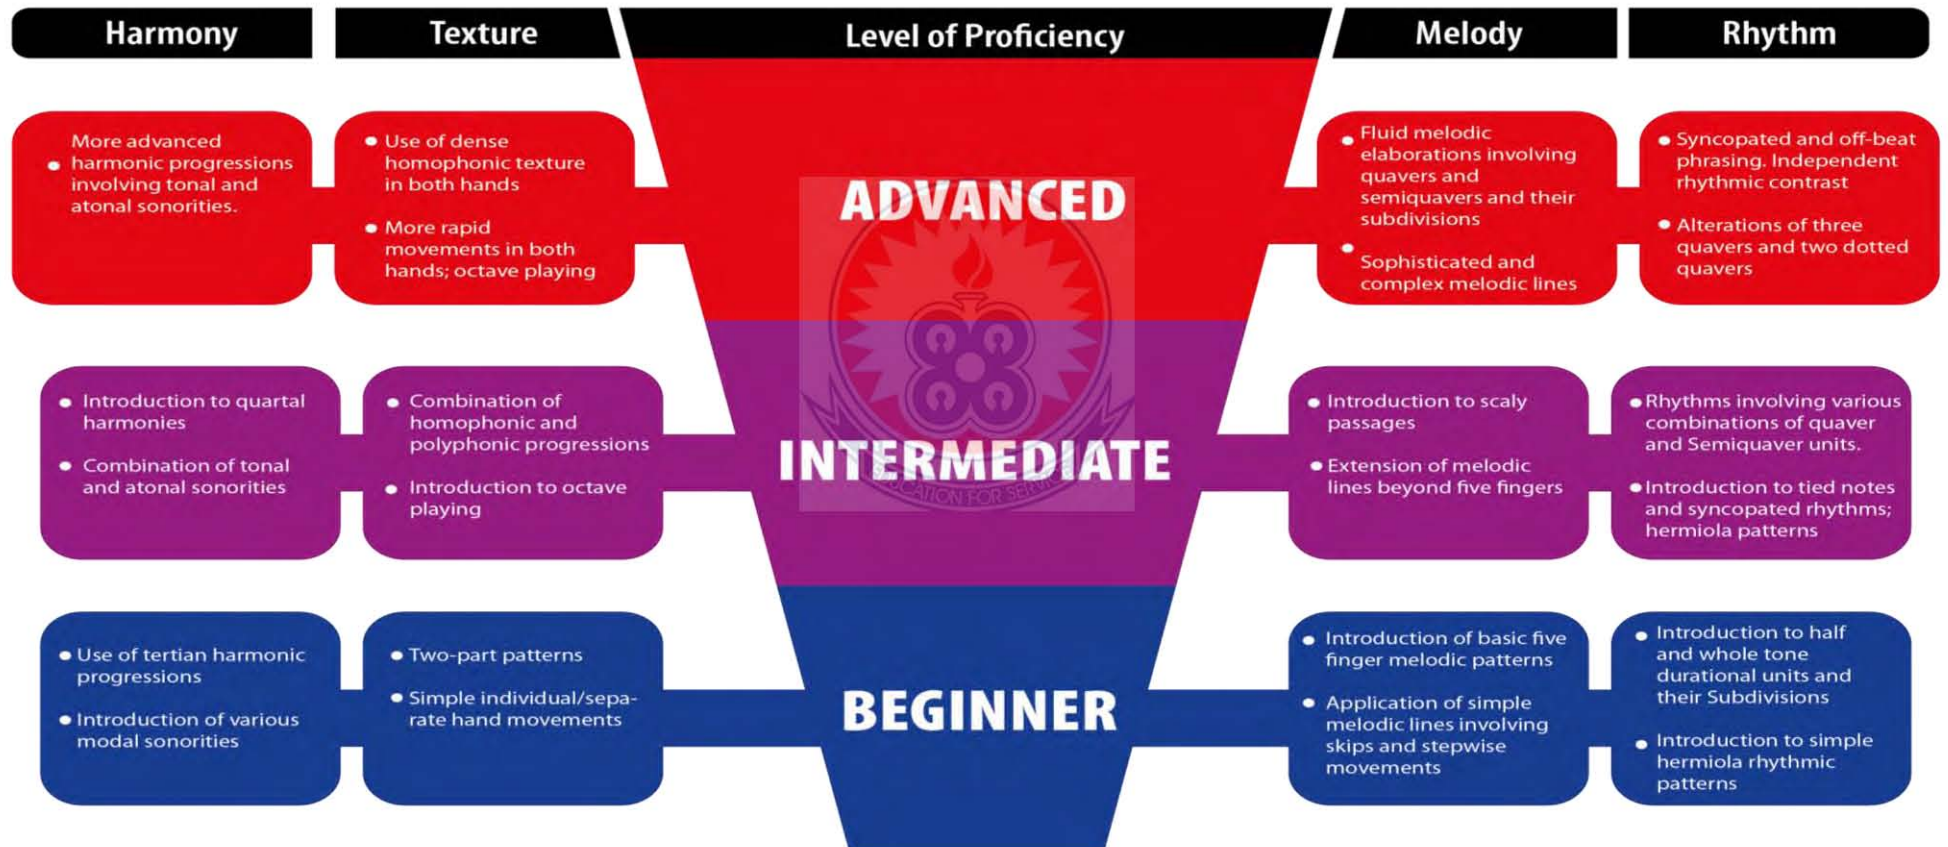 Harmony
Texture
Level of Proficiency
Melody
Rhythm
More advanced
harmonic progressions
involving tonal and
atonal sonorities.
Use of dense
homophonic texture
in both hands
More rapid
movements in both
hands; octave playing
ADVANCED
Fluid melodic
elaborations involving
quavers and
semiquavers and their
subdivisions
Sophisticated and
complex melodic lines
Syncopated and off-beat
phrasing. Independent
rhythmic contrast
Alterations of three
quavers and two dotted
quavers
Introduction to quartal
harmonies
Combination of tonal
and atonal sonorities
Combination of
homophonic and
polyphonic progressions
Introduction to octave
playing
INTERMEDIATE
EDUCATION FOR SERVICE
Introduction to scaly
passages
Extension of melodic
lines beyond five fingers
Rhythms involving various
combinations of quaver
and Semiquaver units.
Introduction to tied notes
and syncopated rhythms;
hermiola patterns
Use of tertian harmonic
progressions
Introduction of various
modal sonorities
Two-part patterns
Simple individual/sepa-
rate hand movements
BEGINNER
Introduction of basic five
finger melodic patterns
Application of simple
melodic lines involving
skips and stepwise
movements
Introduction to half
and whole tone
durational units and
their Subdivisions
Introduction to simple
hermiola rhythmic
patterns